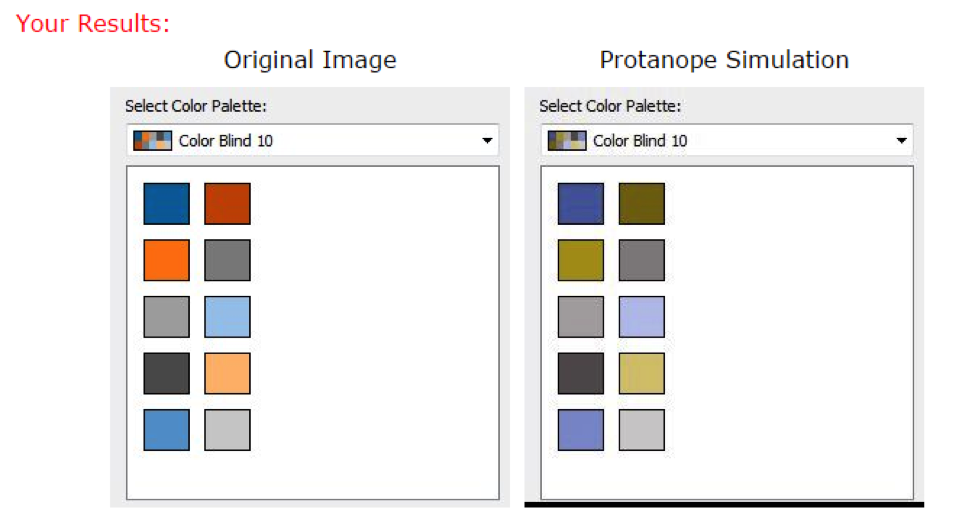 Your Results:
Original Image
Protanope Simulation
Select Color Palette:
Select Color Palette:
Color Blind 10
Color Blind 10